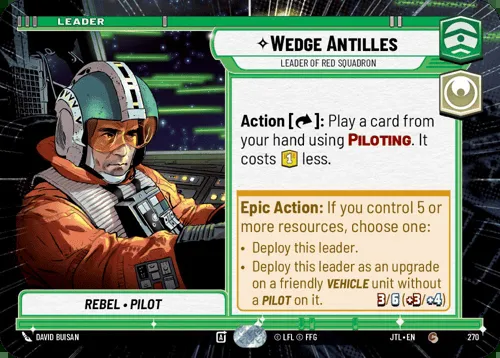 LEADER
WEDGE ANTILLES
LEADER OF RED SQUADRON
Action [ ]: Play a card from
your hand using PILOTING. It
costs 1 less.
Epic Action: If you control 5 or
more resources, choose one:
• Deploy this leader.
• Deploy this leader as an upgrade
on a friendly VEHICLE unit without
a PILOT on it.
3/6 (+3/+4)
REBEL • PILOT
DAVID BUISAN
A
© LFL © FFG
JTL • EN
C
270